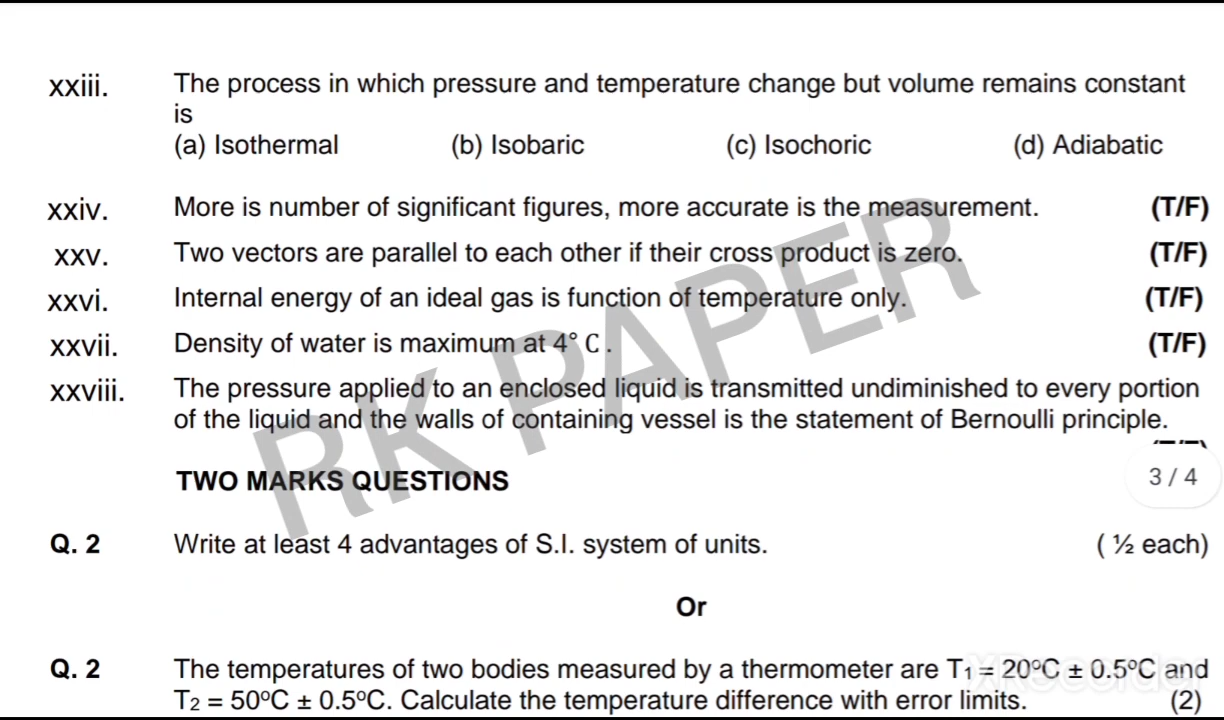 xxiii. The process in which pressure and temperature change but volume remains constant
is
(a) Isothermal (b) Isobaric (c) Isochoric (d) Adiabatic
xxiv. More is number of significant figures, more accurate is the measurement. (T/F)
xxv. Two vectors are parallel to each other if their cross product is zero. (T/F)
xxvi. Internal energy of an ideal gas is function of temperature only. (T/F)
xxvii. Density of water is maximum at 4° C . (T/F)
xxviii. The pressure applied to an enclosed liquid is transmitted undiminished to every portion
of the liquid and the walls of containing vessel is the statement of Bernoulli principle.
RK PAPER
TWO MARKS QUESTIONS
3 / 4
Q. 2 Write at least 4 advantages of S.I. system of units. ( ½ each)
Or
Q. 2 The temperatures of two bodies measured by a thermometer are T1 = 20ºC ± 0.5ºC and
T2 = 50ºC ± 0.5ºC. Calculate the temperature difference with error limits. (2)
XRecorder